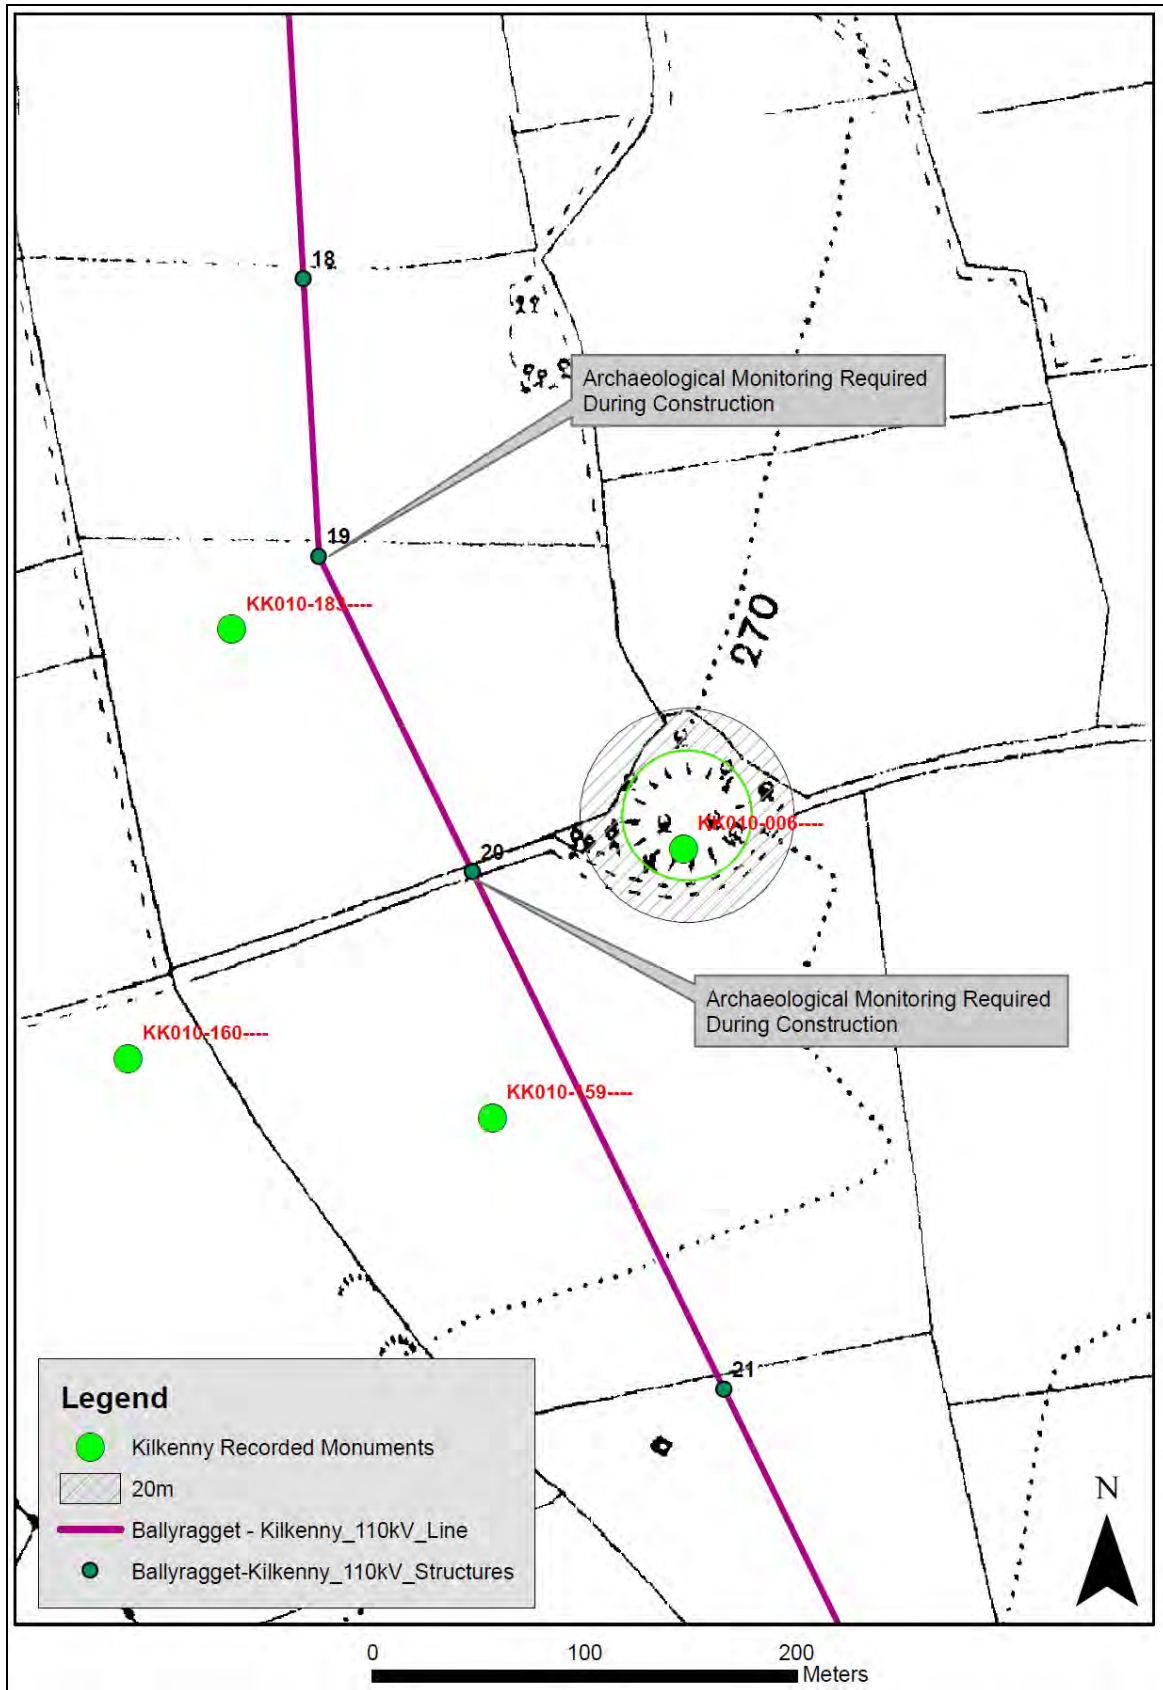 18
Archaeological Monitoring Required
During Construction
19
KK010-183----
270
KK010-006----
20
Archaeological Monitoring Required
During Construction
KK010-160----
KK010-159----
21
Legend
Kilkenny Recorded Monuments
20m
Ballyragget - Kilkenny_110kV_Line
Ballyragget-Kilkenny_110kV_Structures
N
0 100 200
Meters